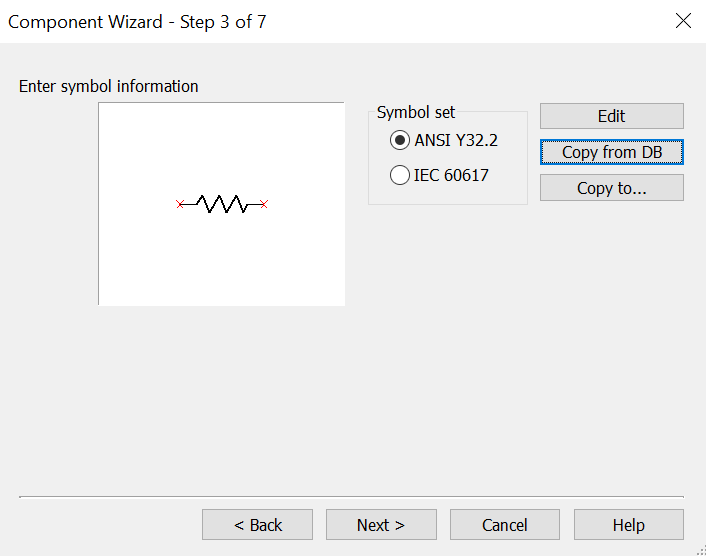 Component Wizard - Step 3 of 7
Enter symbol information
Symbol set
ANSI Y32.2
IEC 60617
Edit
Copy from DB
Copy to...
< Back
Next >
Cancel
Help